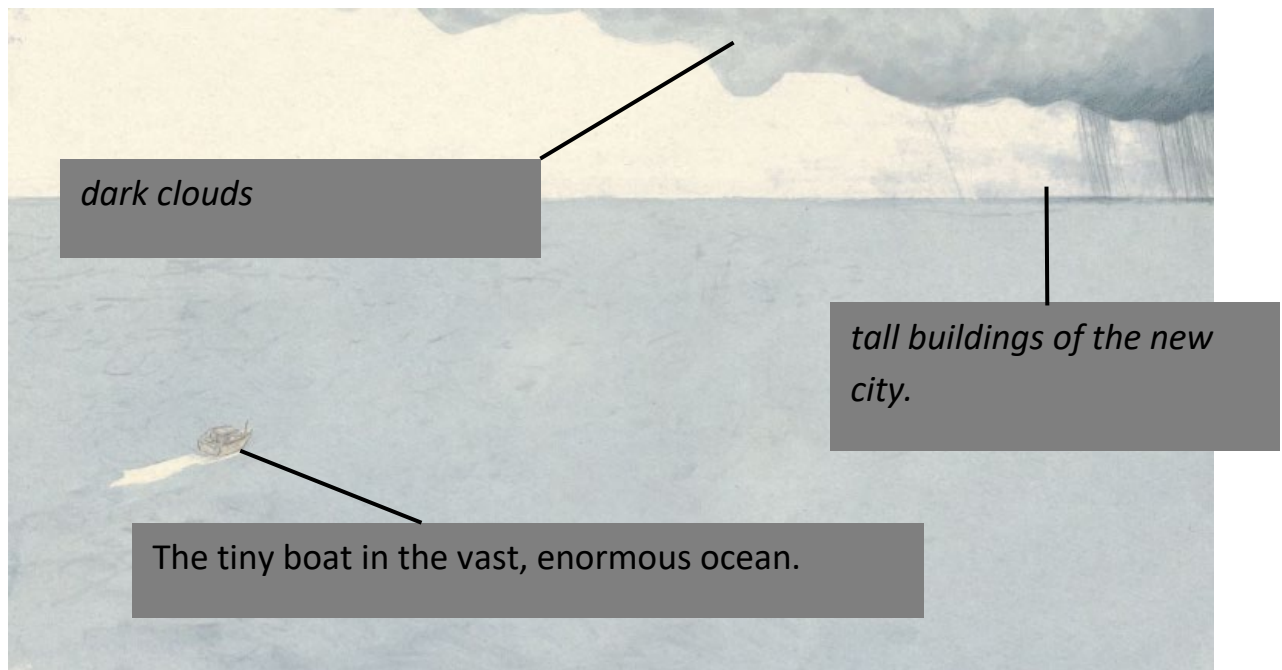 dark clouds
tall buildings of the new
city.
The tiny boat in the vast, enormous ocean.